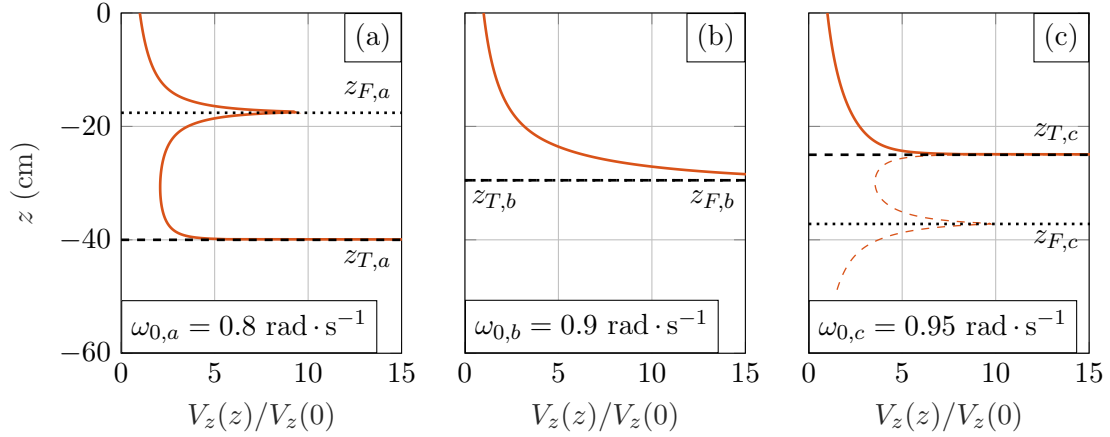 0
−20
−40
−60
z (cm)
(a)
z_{F,a}
z_{T,a}
ω_{0,a} = 0.8 rad · s^{−1}
0 5 10 15
V_z(z)/V_z(0)
(b)
z_{T,b} z_{F,b}
ω_{0,b} = 0.9 rad · s^{−1}
0 5 10 15
V_z(z)/V_z(0)
(c)
z_{T,c}
z_{F,c}
ω_{0,c} = 0.95 rad · s^{−1}
0 5 10 15
V_z(z)/V_z(0)